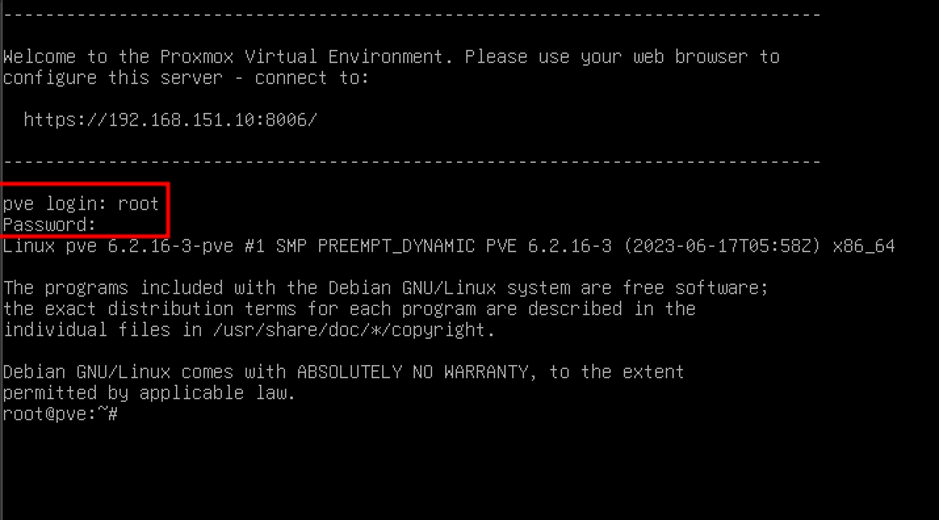 ------------------------------------------------------------------------------
Welcome to the Proxmox Virtual Environment. Please use your web browser to
configure this server - connect to:
https://192.168.151.10:8006/
------------------------------------------------------------------------------
pve login: root
Password:
Linux pve 6.2.16-3-pve #1 SMP PREEMPT_DYNAMIC PVE 6.2.16-3 (2023-06-17T05:58Z) x86_64
The programs included with the Debian GNU/Linux system are free software;
the exact distribution terms for each program are described in the
individual files in /usr/share/doc/*/copyright.
Debian GNU/Linux comes with ABSOLUTELY NO WARRANTY, to the extent
permitted by applicable law.
root@pve:~#